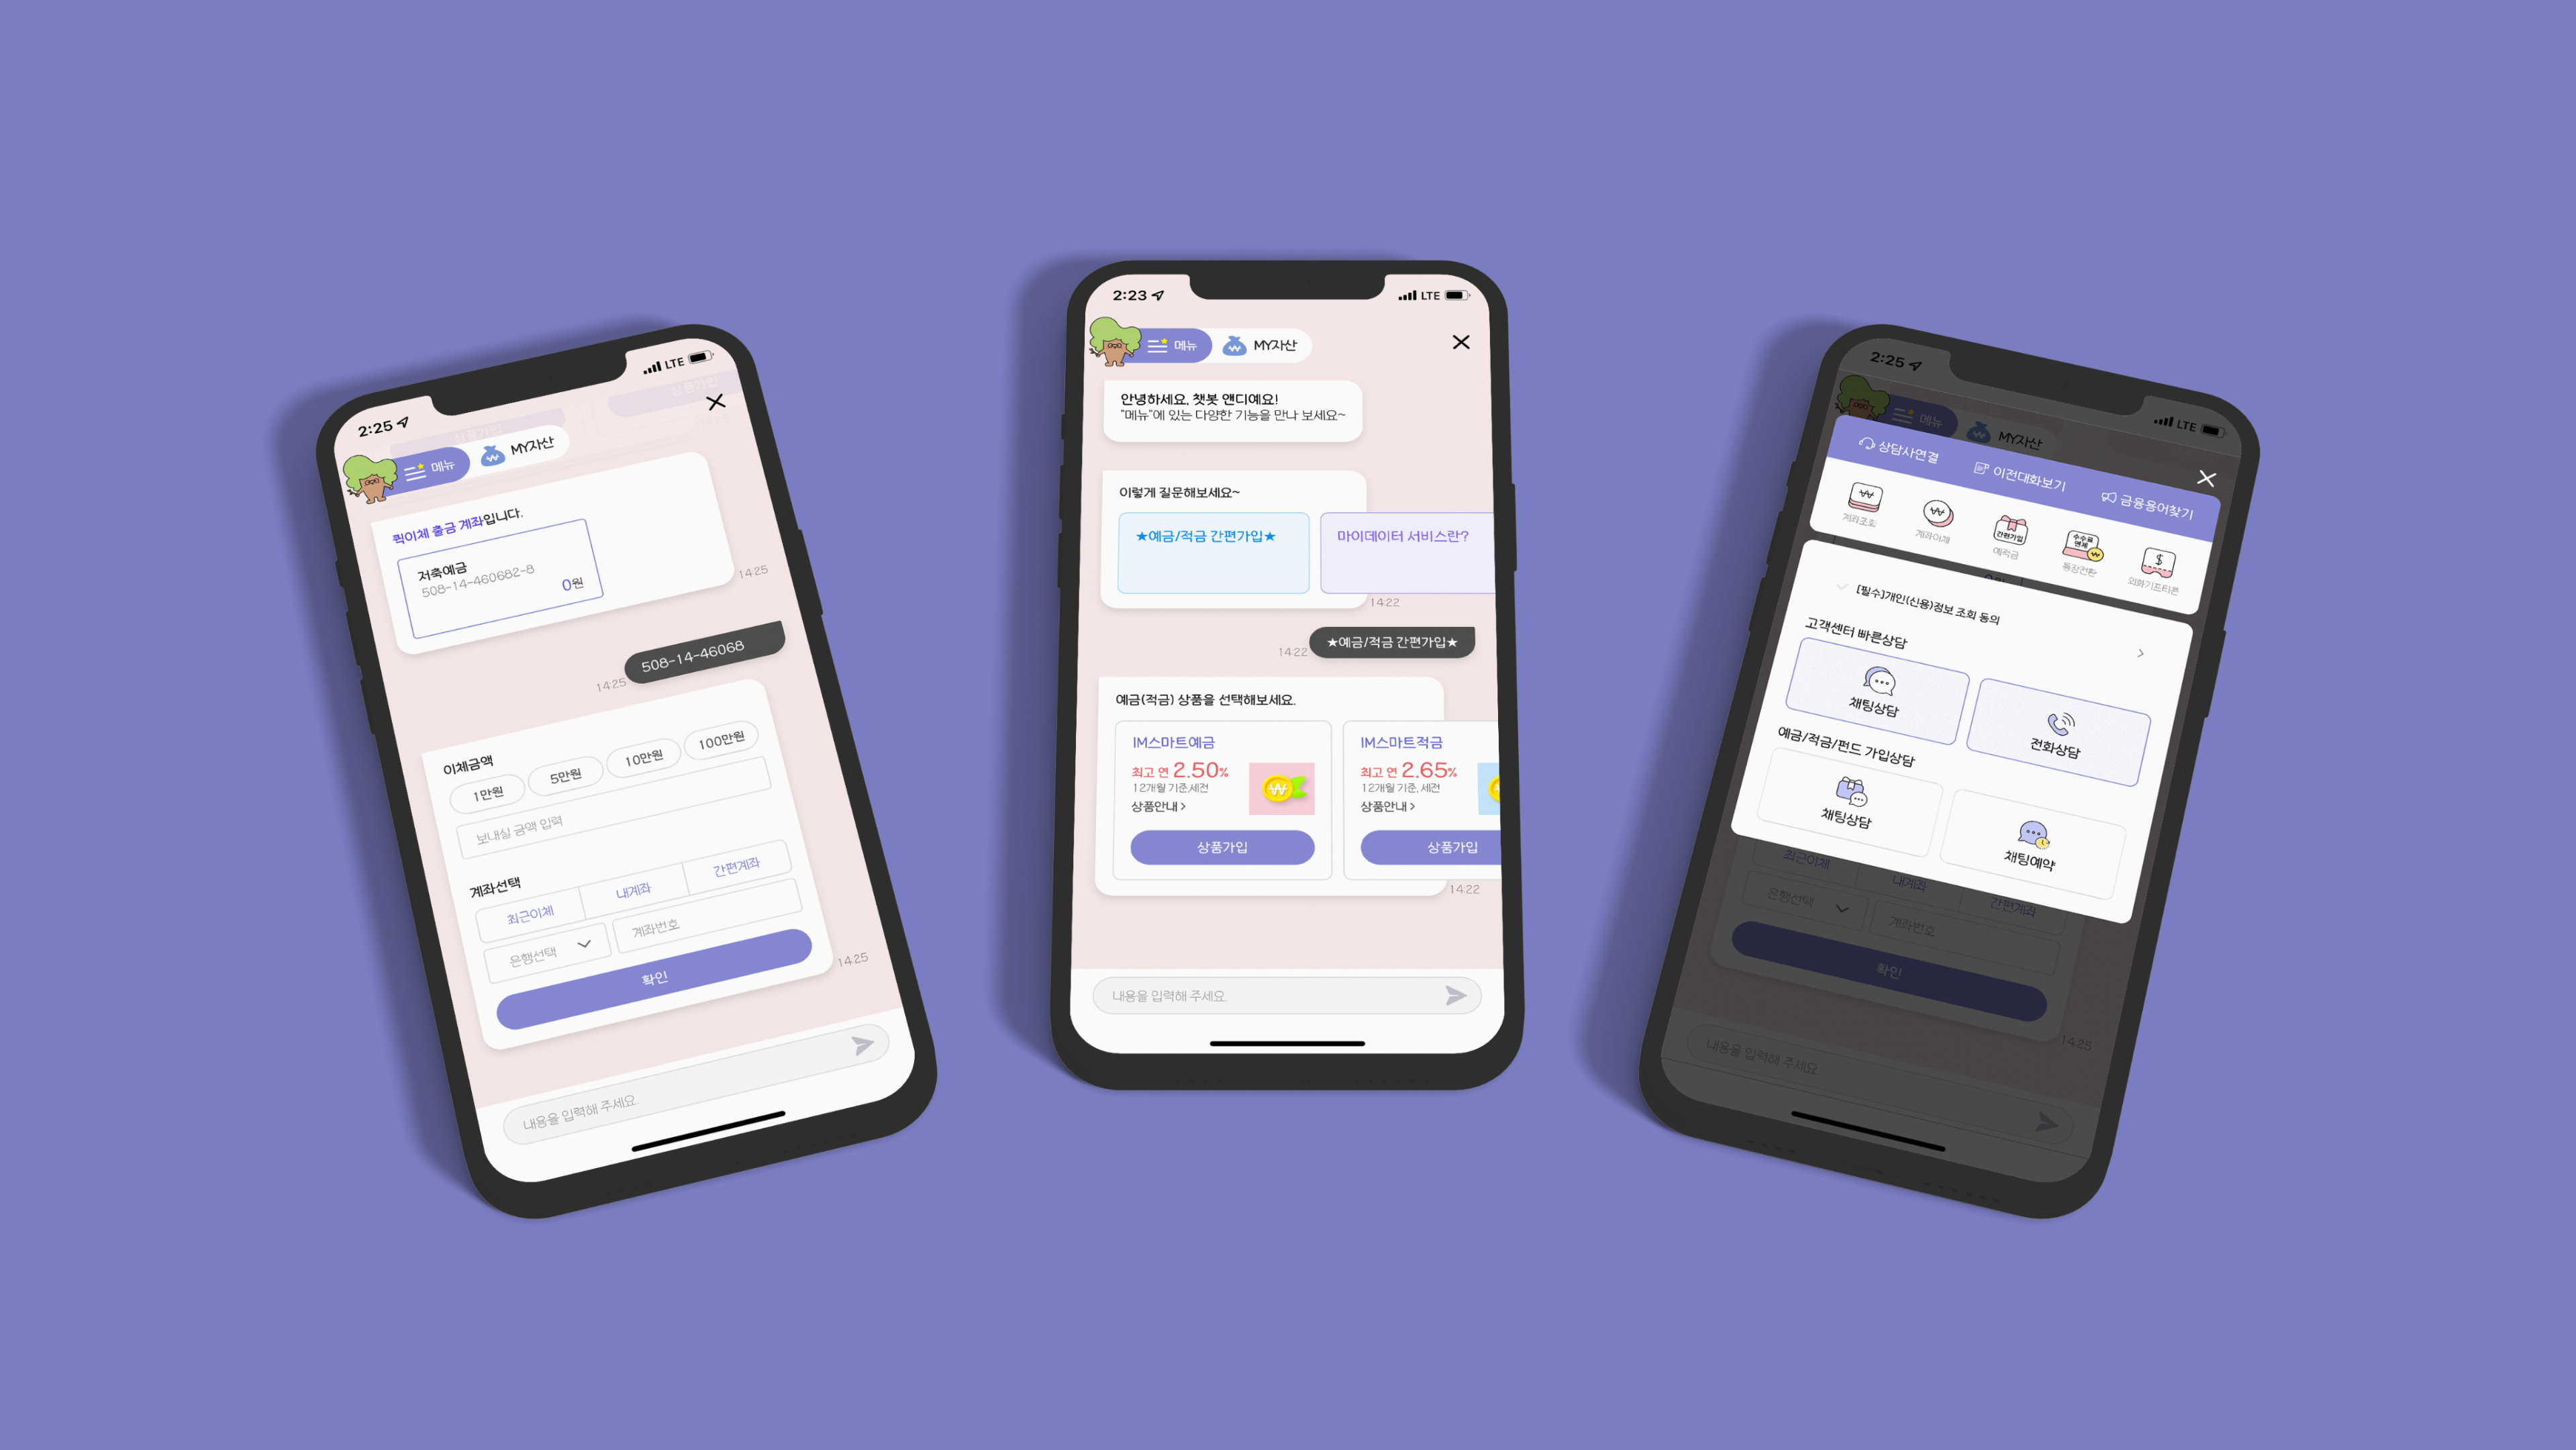 2:25
LTE
상품가입
상품가입
메뉴
MY자산
퀵이체 출금 계좌입니다.
저축예금
508-14-460682-8
0원
14:25
508-14-46068
14:25
이체금액
1만원
5만원
10만원
100만원
보내실 금액 입력
계좌선택
최근이체
내계좌
간편계좌
은행선택
계좌번호
확인
14:25
내용을 입력해 주세요.
2:23
LTE
메뉴
MY자산
안녕하세요, 챗봇 앤디예요!
"메뉴"에 있는 다양한 기능을 만나 보세요~
이렇게 질문해보세요~
★예금/적금 간편가입★
마이데이터 서비스란?
14:22
★예금/적금 간편가입★
14:22
예금(적금) 상품을 선택해보세요.
IM스마트예금
최고 연 2.50%
12개월 기준,세전
상품안내 >
상품가입
IM스마트적금
최고 연 2.65%
12개월 기준, 세전
상품안내 >
상품가입
14:22
내용을 입력해 주세요.
2:25
LTE
메뉴
MY자산
상담사연결
이전대화보기
금융용어찾기
계좌조회
계좌이체
간편가입
예적금
수수료
면제
통장전환
외화기프티콘
[필수]개인(신용)정보 조회 동의
고객센터 빠른상담
채팅상담
전화상담
예금/적금/펀드 가입상담
채팅상담
채팅예약
최근이체
내계좌
간편계좌
은행선택
계좌번호
확인
14:25
내용을 입력해 주세요.